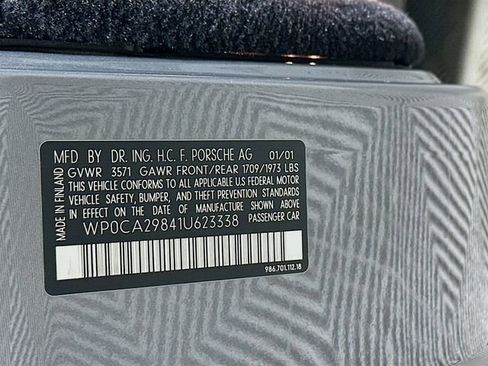 MFD BY DR. ING. H.C. F. PORSCHE AG 01/01
GVWR 3571 GAWR FRONT/REAR 1709/1973 LBS
THIS VEHICLE CONFORMS TO ALL APPLICABLE U.S. FEDERAL MOTOR
VEHICLE SAFETY, BUMPER, AND THEFT PREVENTION STANDARDS
IN EFFECT ON THE DATE OF MANUFACTURE SHOWN ABOVE
WP0CA29841U623338 PASSENGER CAR
986.701.112.18
MADE IN FINLAND